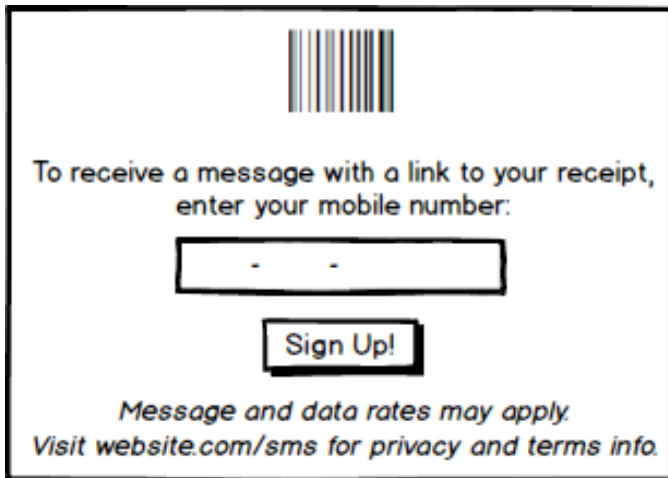 To receive a message with a link to your receipt,
enter your mobile number:
- -
Sign Up!
Message and data rates may apply.
Visit website.com/sms for privacy and terms info.